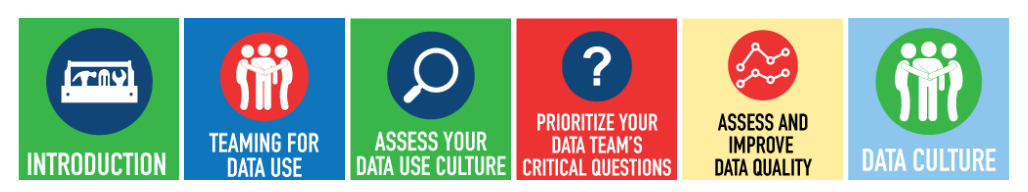 INTRODUCTION
TEAMING FOR
DATA USE
ASSESS YOUR
DATA USE CULTURE
?
PRIORITIZE YOUR
DATA TEAM'S
CRITICAL QUESTIONS
ASSESS AND
IMPROVE
DATA QUALITY
DATA CULTURE